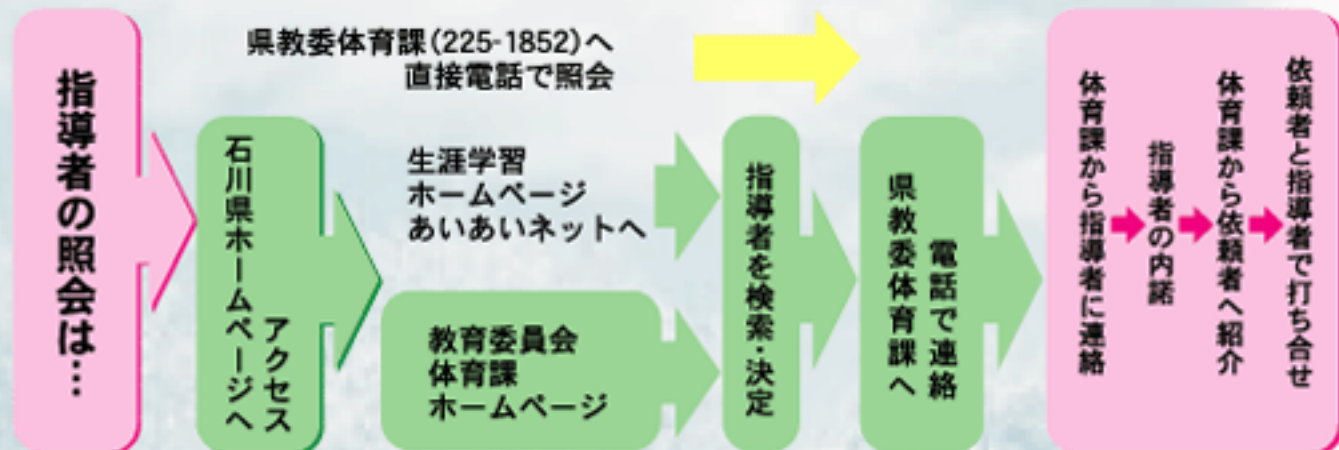 指導者の照会は…
県教委体育課(225-1852)へ
直接電話で照会
石川県ホームページへ
アクセス
生涯学習
ホームページ
あいあいネットへ
教育委員会
体育課
ホームページ
指導者を検索・決定
県教委体育課へ
電話で連絡
体育課から指導者に連絡
指導者の内諾
体育課から依頼者へ紹介
依頼者と指導者で打ち合せ